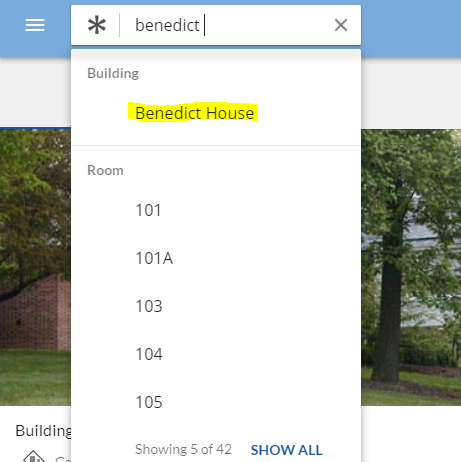 benedict
Building
Benedict House
Room
101
101A
103
104
105
Showing 5 of 42 SHOW ALL
Building